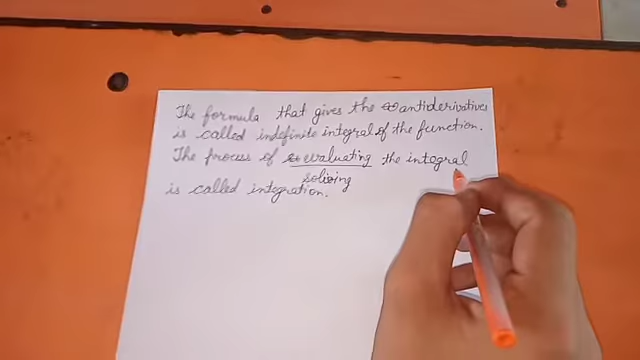 The formula that gives the antiderivatives
is called indefinite integral of the function.
The process of evaluating the integral
solving
is called integration.